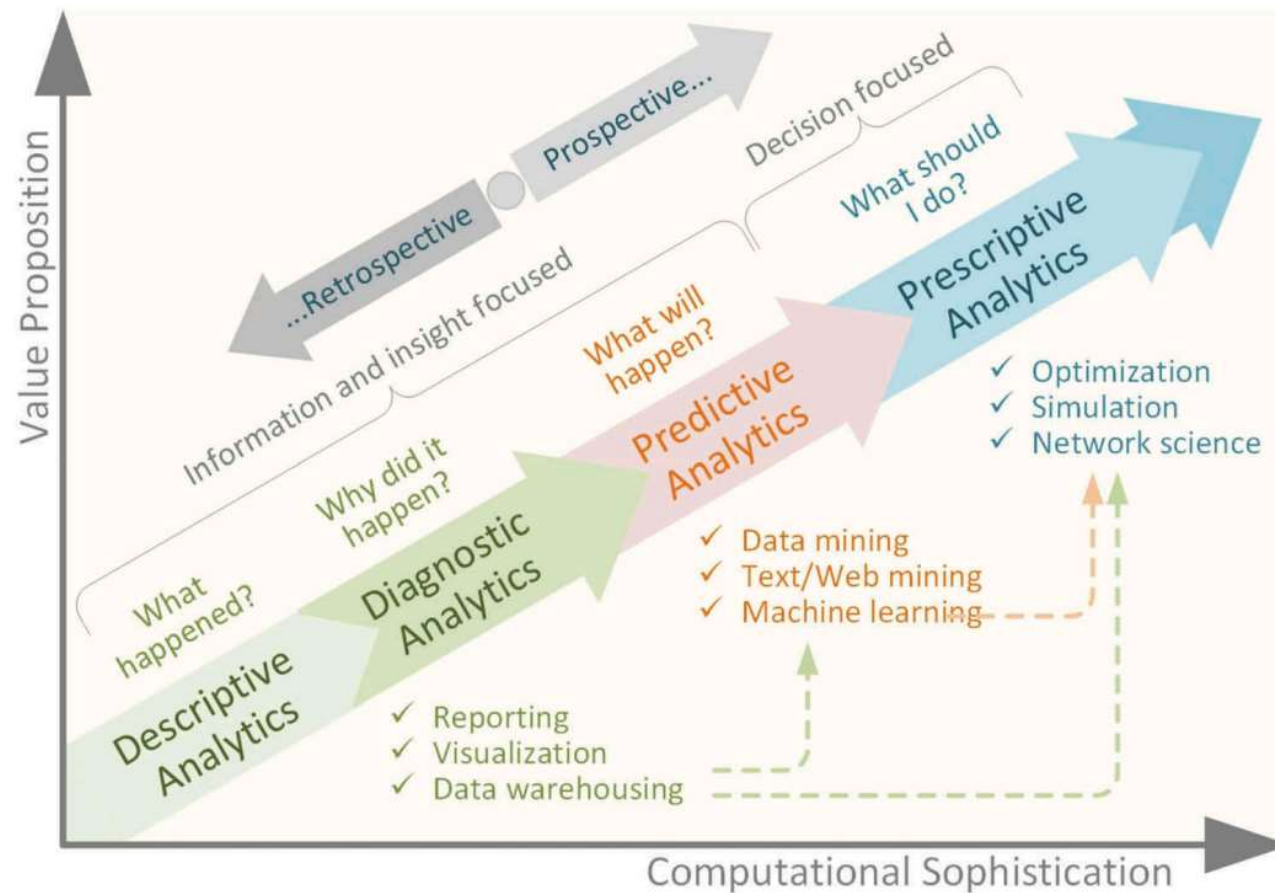 Value Proposition
...Retrospective
Prospective...
Information and insight focused
Decision focused
What
happened?
Why did it
happen?
What will
happen?
What should
I do?
Descriptive
Analytics
Diagnostic
Analytics
Predictive
Analytics
Prescriptive
Analytics
✓ Optimization
✓ Simulation
✓ Network science
✓ Data mining
✓ Text/Web mining
✓ Machine learning
✓ Reporting
✓ Visualization
✓ Data warehousing
Computational Sophistication